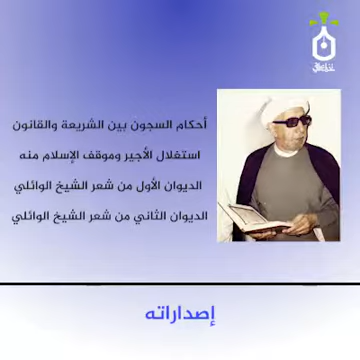 أحكام السجون بين الشريعة والقانون
استغلال الأجير وموقف الإسلام منه
الديوان الأول من شعر الشيخ الوائلي
الديوان الثاني من شعر الشيخ الوائلي
إصداراته